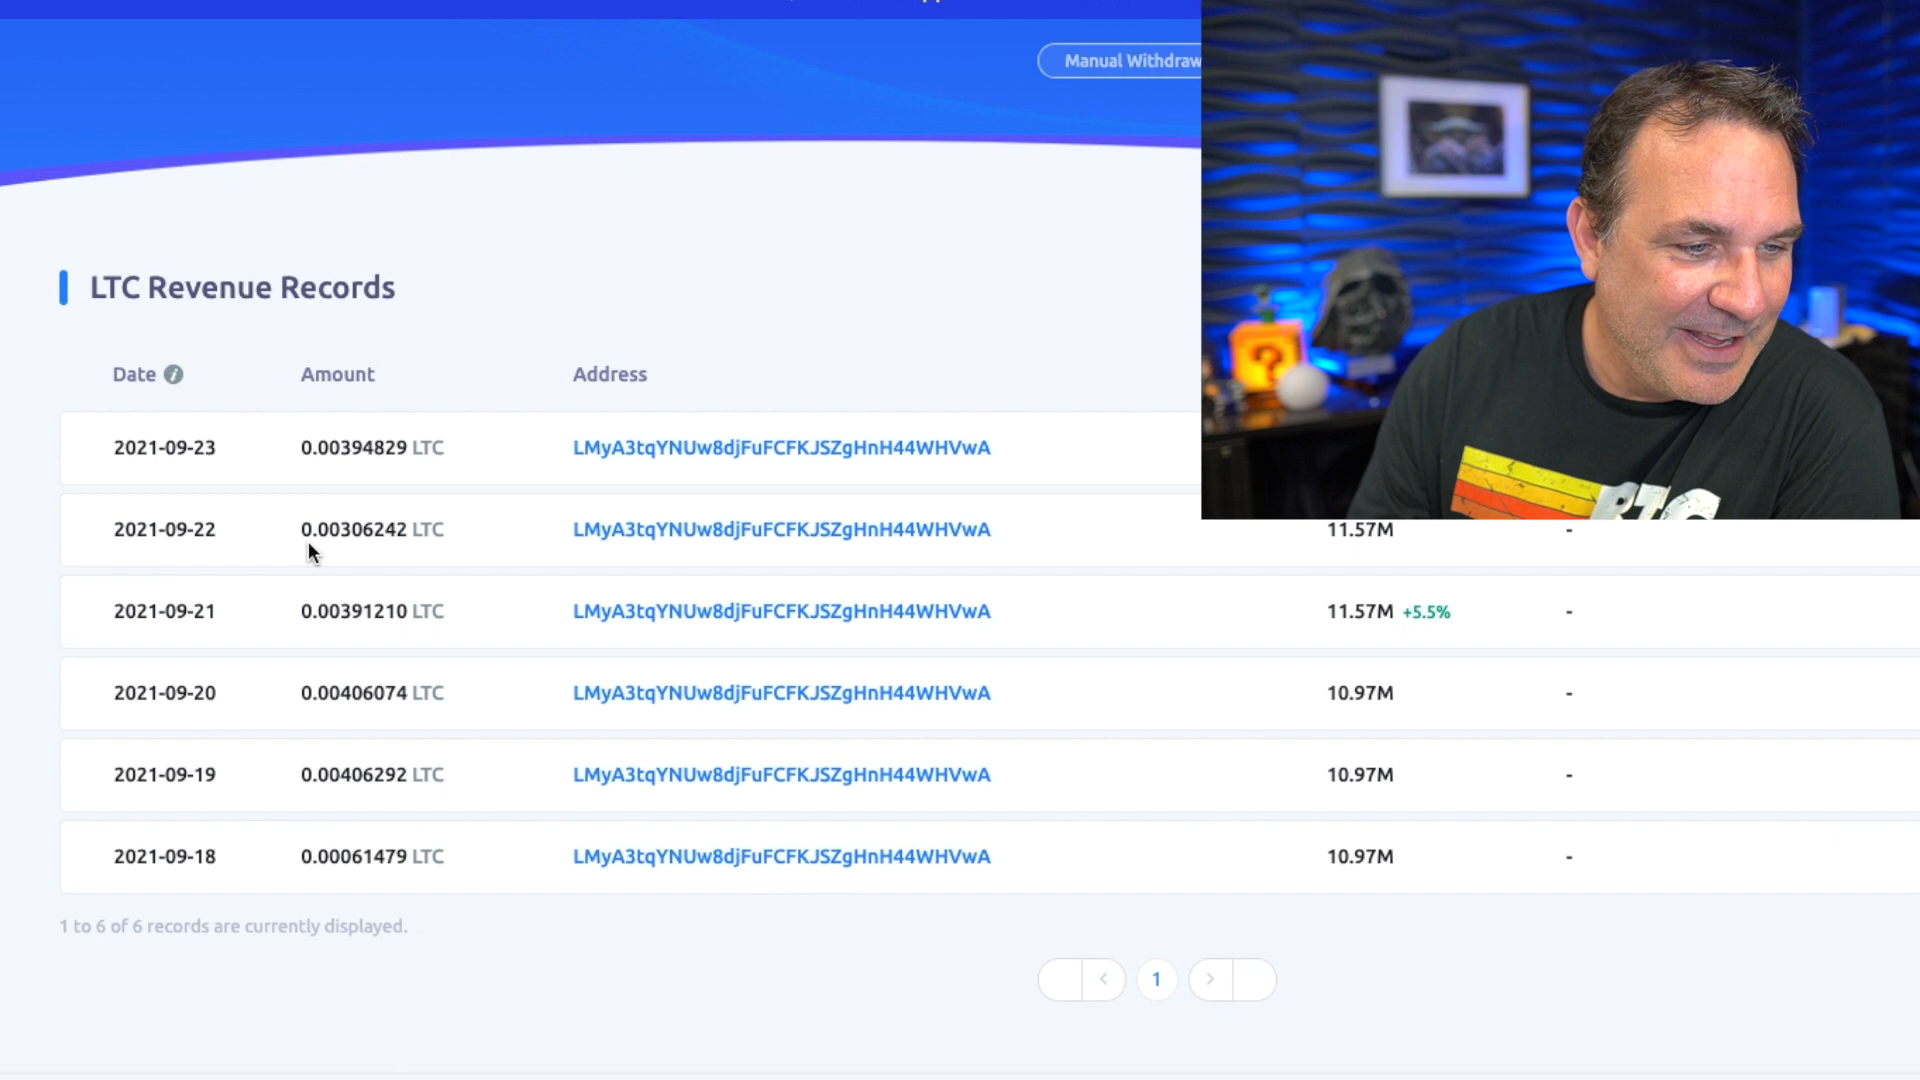 Manual Withdraw
LTC Revenue Records
Date Amount Address
2021-09-23 0.00394829 LTC LMyA3tqYNUw8djFuFCFKJSZgHnH44WHVwA
2021-09-22 0.00306242 LTC LMyA3tqYNUw8djFuFCFKJSZgHnH44WHVwA 11.57M -
2021-09-21 0.00391210 LTC LMyA3tqYNUw8djFuFCFKJSZgHnH44WHVwA 11.57M +5.5% -
2021-09-20 0.00406074 LTC LMyA3tqYNUw8djFuFCFKJSZgHnH44WHVwA 10.97M -
2021-09-19 0.00406292 LTC LMyA3tqYNUw8djFuFCFKJSZgHnH44WHVwA 10.97M -
2021-09-18 0.00061479 LTC LMyA3tqYNUw8djFuFCFKJSZgHnH44WHVwA 10.97M -
1 to 6 of 6 records are currently displayed.
< 1 >
?